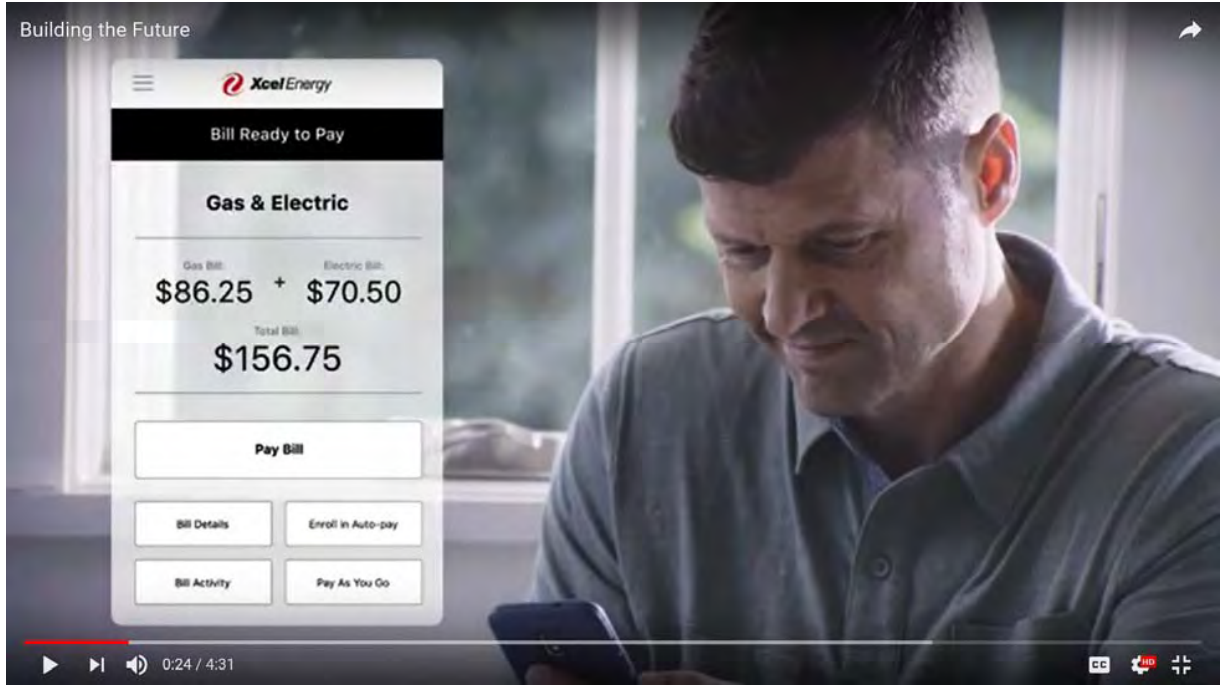 Building the Future
Xcel Energy
Bill Ready to Pay
Gas & Electric
Gas Bill: Electric Bill:
$86.25 + $70.50
Total Bill:
$156.75
Pay Bill
Bill Details Enroll in Auto-pay
Bill Activity Pay As You Go
0:24 / 4:31 CC HD